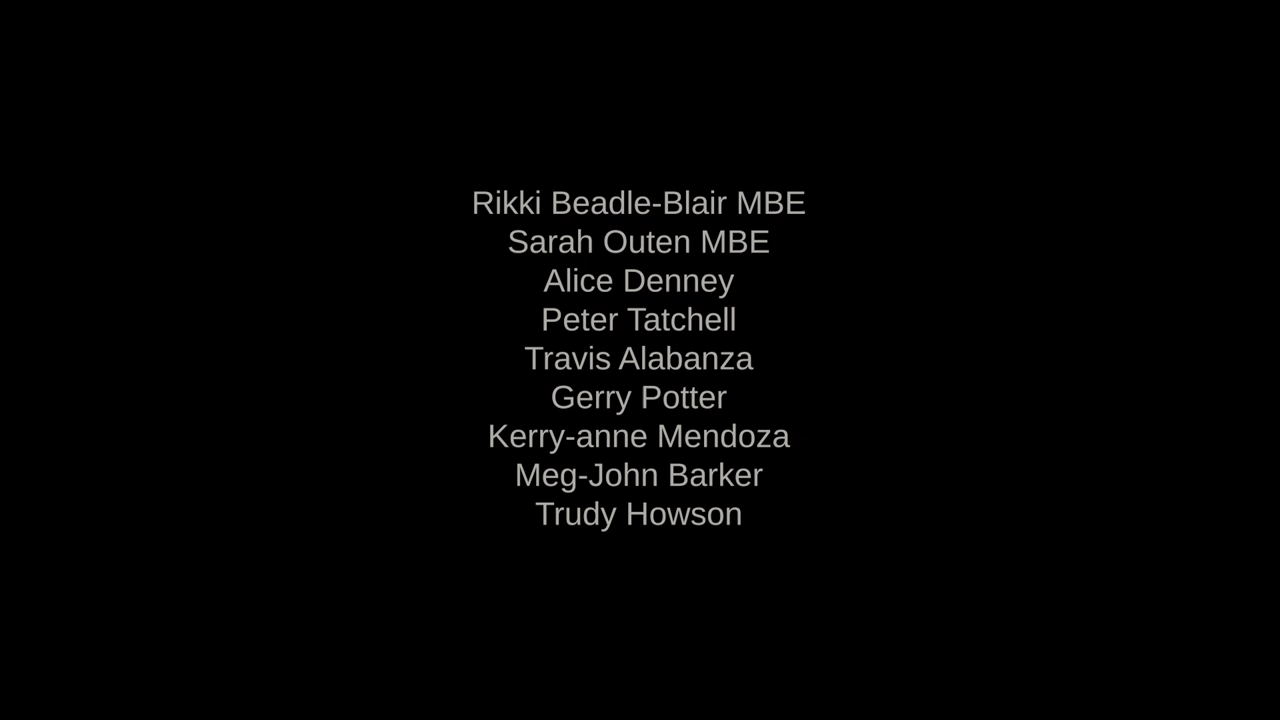 Rikki Beadle-Blair MBE
Sarah Outen MBE
Alice Denney
Peter Tatchell
Travis Alabanza
Gerry Potter
Kerry-anne Mendoza
Meg-John Barker
Trudy Howson